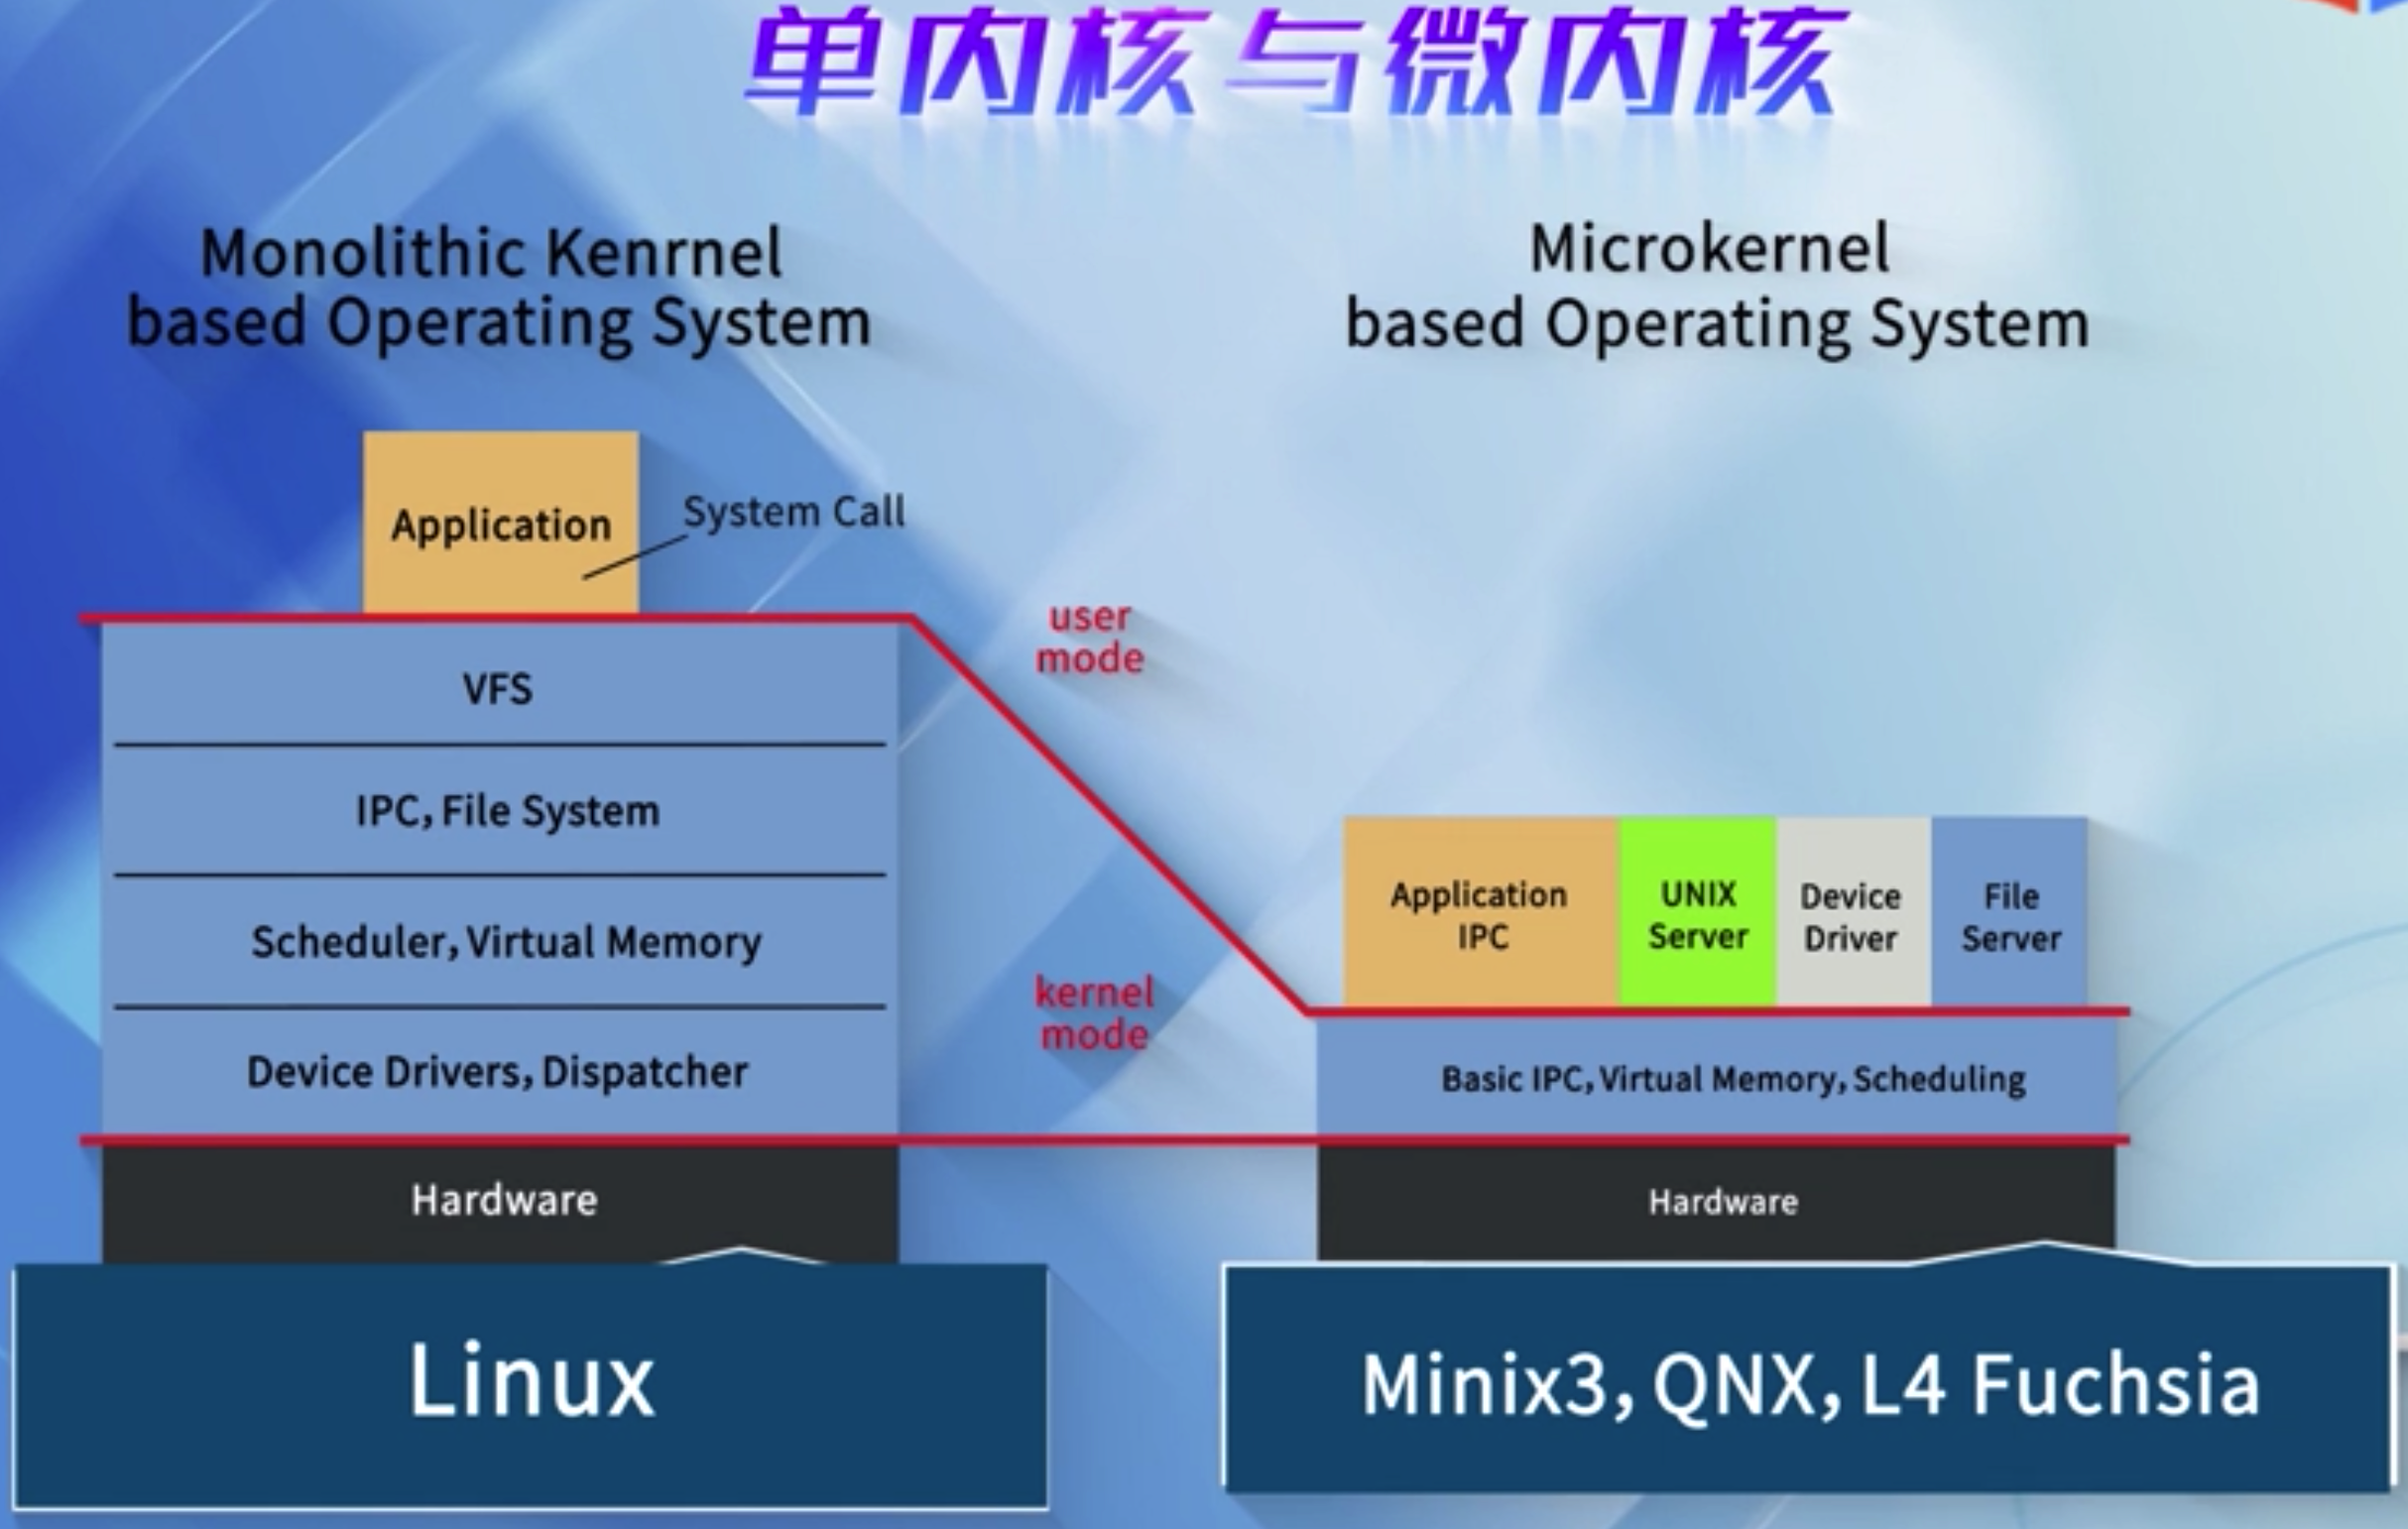 单内核与微内核
Monolithic Kenrnel
based Operating System
Microkernel
based Operating System
Application
System Call
user
mode
VFS
IPC, File System
Scheduler, Virtual Memory
Device Drivers, Dispatcher
Hardware
kernel
mode
Application
IPC
UNIX
Server
Device
Driver
File
Server
Basic IPC, Virtual Memory, Scheduling
Hardware
Linux
Minix3, QNX, L4 Fuchsia